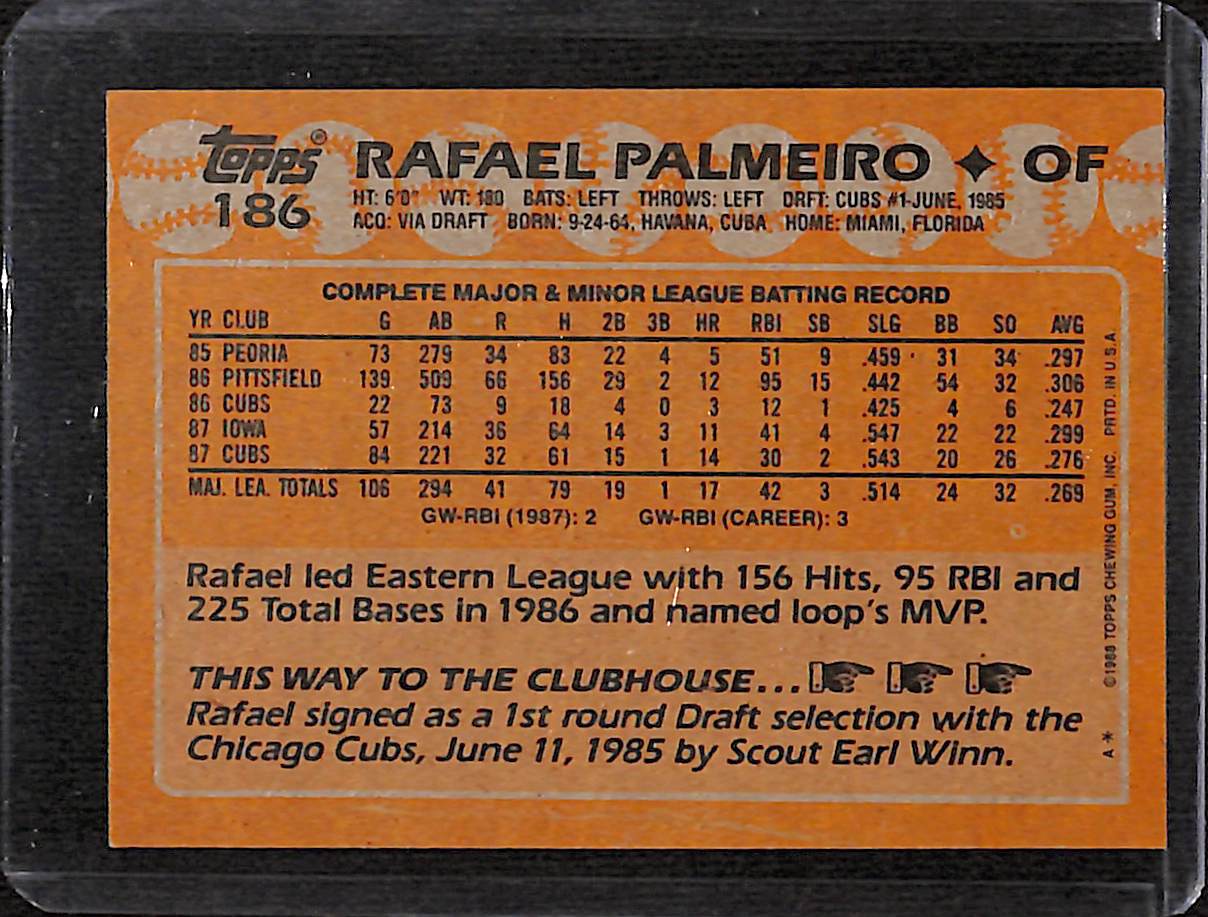 Topps® RAFAEL PALMEIRO ✦ OF
186
HT: 6'0" WT: 180 BATS: LEFT THROWS: LEFT DRFT: CUBS #1-JUNE, 1985
ACQ: VIA DRAFT BORN: 9-24-64, HAVANA, CUBA HOME: MIAMI, FLORIDA
COMPLETE MAJOR & MINOR LEAGUE BATTING RECORD
YR CLUB G AB R H 2B 3B HR RBI SB SLG BB SO AVG
85 PEORIA 73 279 34 83 22 4 5 51 9 .459 31 34 .297
86 PITTSFIELD 139 509 66 156 29 2 12 95 15 .442 54 32 .306
86 CUBS 22 73 9 18 4 0 3 12 1 .425 4 6 .247
87 IOWA 57 214 36 64 14 3 11 41 4 .547 22 22 .299
87 CUBS 84 221 32 61 15 1 14 30 2 .543 20 26 .276
MAJ. LEA. TOTALS 106 294 41 79 19 1 17 42 3 .514 24 32 .269
GW-RBI (1987): 2 GW-RBI (CAREER): 3
Rafael led Eastern League with 156 Hits, 95 RBI and
225 Total Bases in 1986 and named loop's MVP.
THIS WAY TO THE CLUBHOUSE...
Rafael signed as a 1st round Draft selection with the
Chicago Cubs, June 11, 1985 by Scout Earl Winn.
A* ©1988 TOPPS CHEWING GUM, INC. PRTD. IN U.S.A.